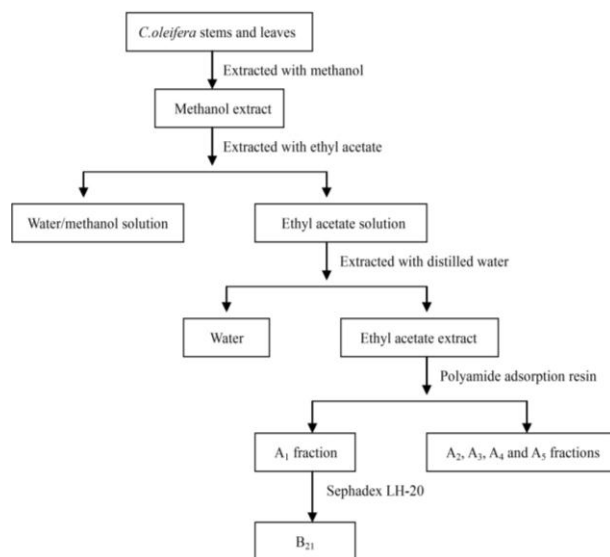 C.oleifera stems and leaves
Extracted with methanol
Methanol extract
Extracted with ethyl acetate
Water/methanol solution
Ethyl acetate solution
Extracted with distilled water
Water
Ethyl acetate extract
Polyamide adsorption resin
A₁ fraction
A₂, A₃, A₄ and A₅ fractions
Sephadex LH-20
B₂₁